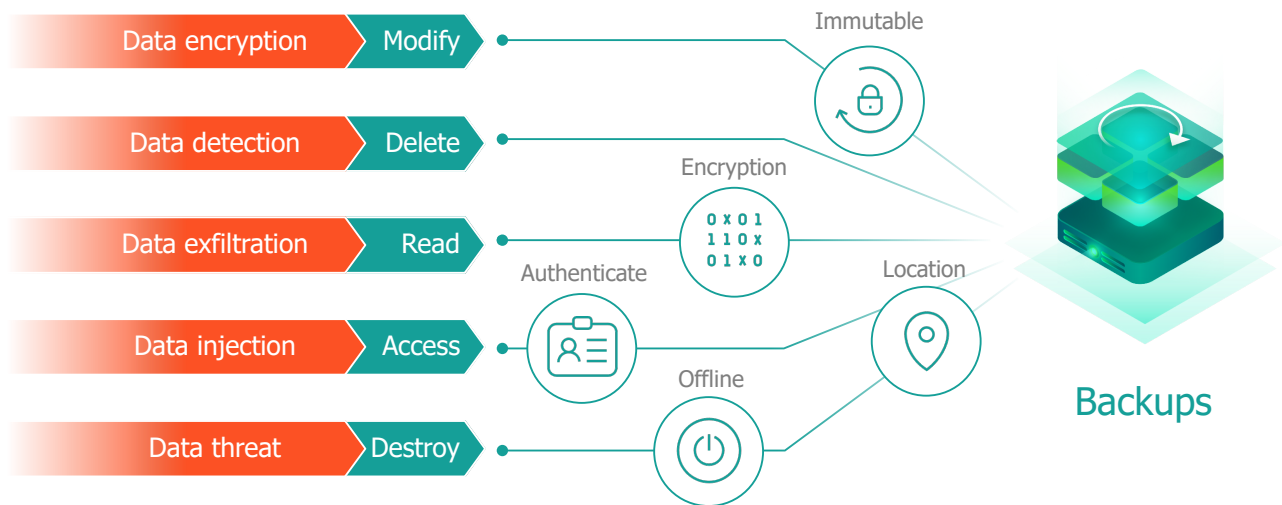 Immutable
Data encryption Modify
Data detection Delete
Encryption
0 x 0 1
1 1 0 x
0 1 x 0
Data exfiltration Read
Authenticate
Location
Data injection Access
Offline
Backups
Data threat Destroy